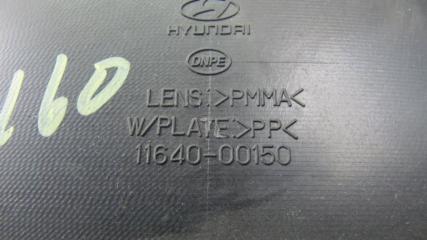 HYUNDAI
DNPE
160
LENS:>PMMA<
W/PLATE:>PP<
11640-00150